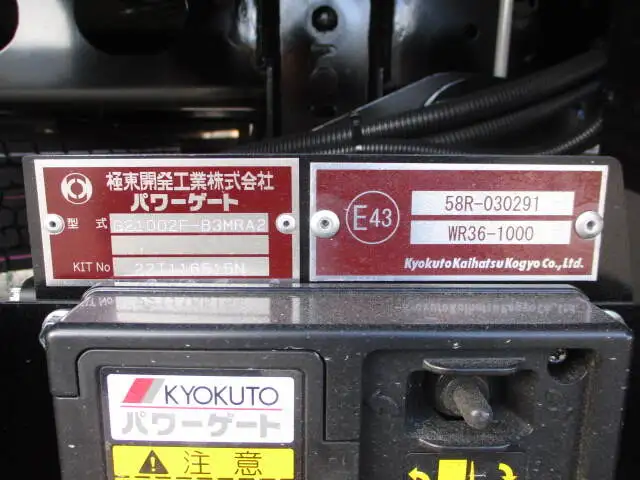 極東開発工業株式会社
パワーゲート
型 式 G21002F-B3MRA2
KIT No
E43
58R-030291
WR36-1000
Kyokuto Kaihatsu Kogyo Co., Ltd.
KYOKUTO
パワーゲート
注 意